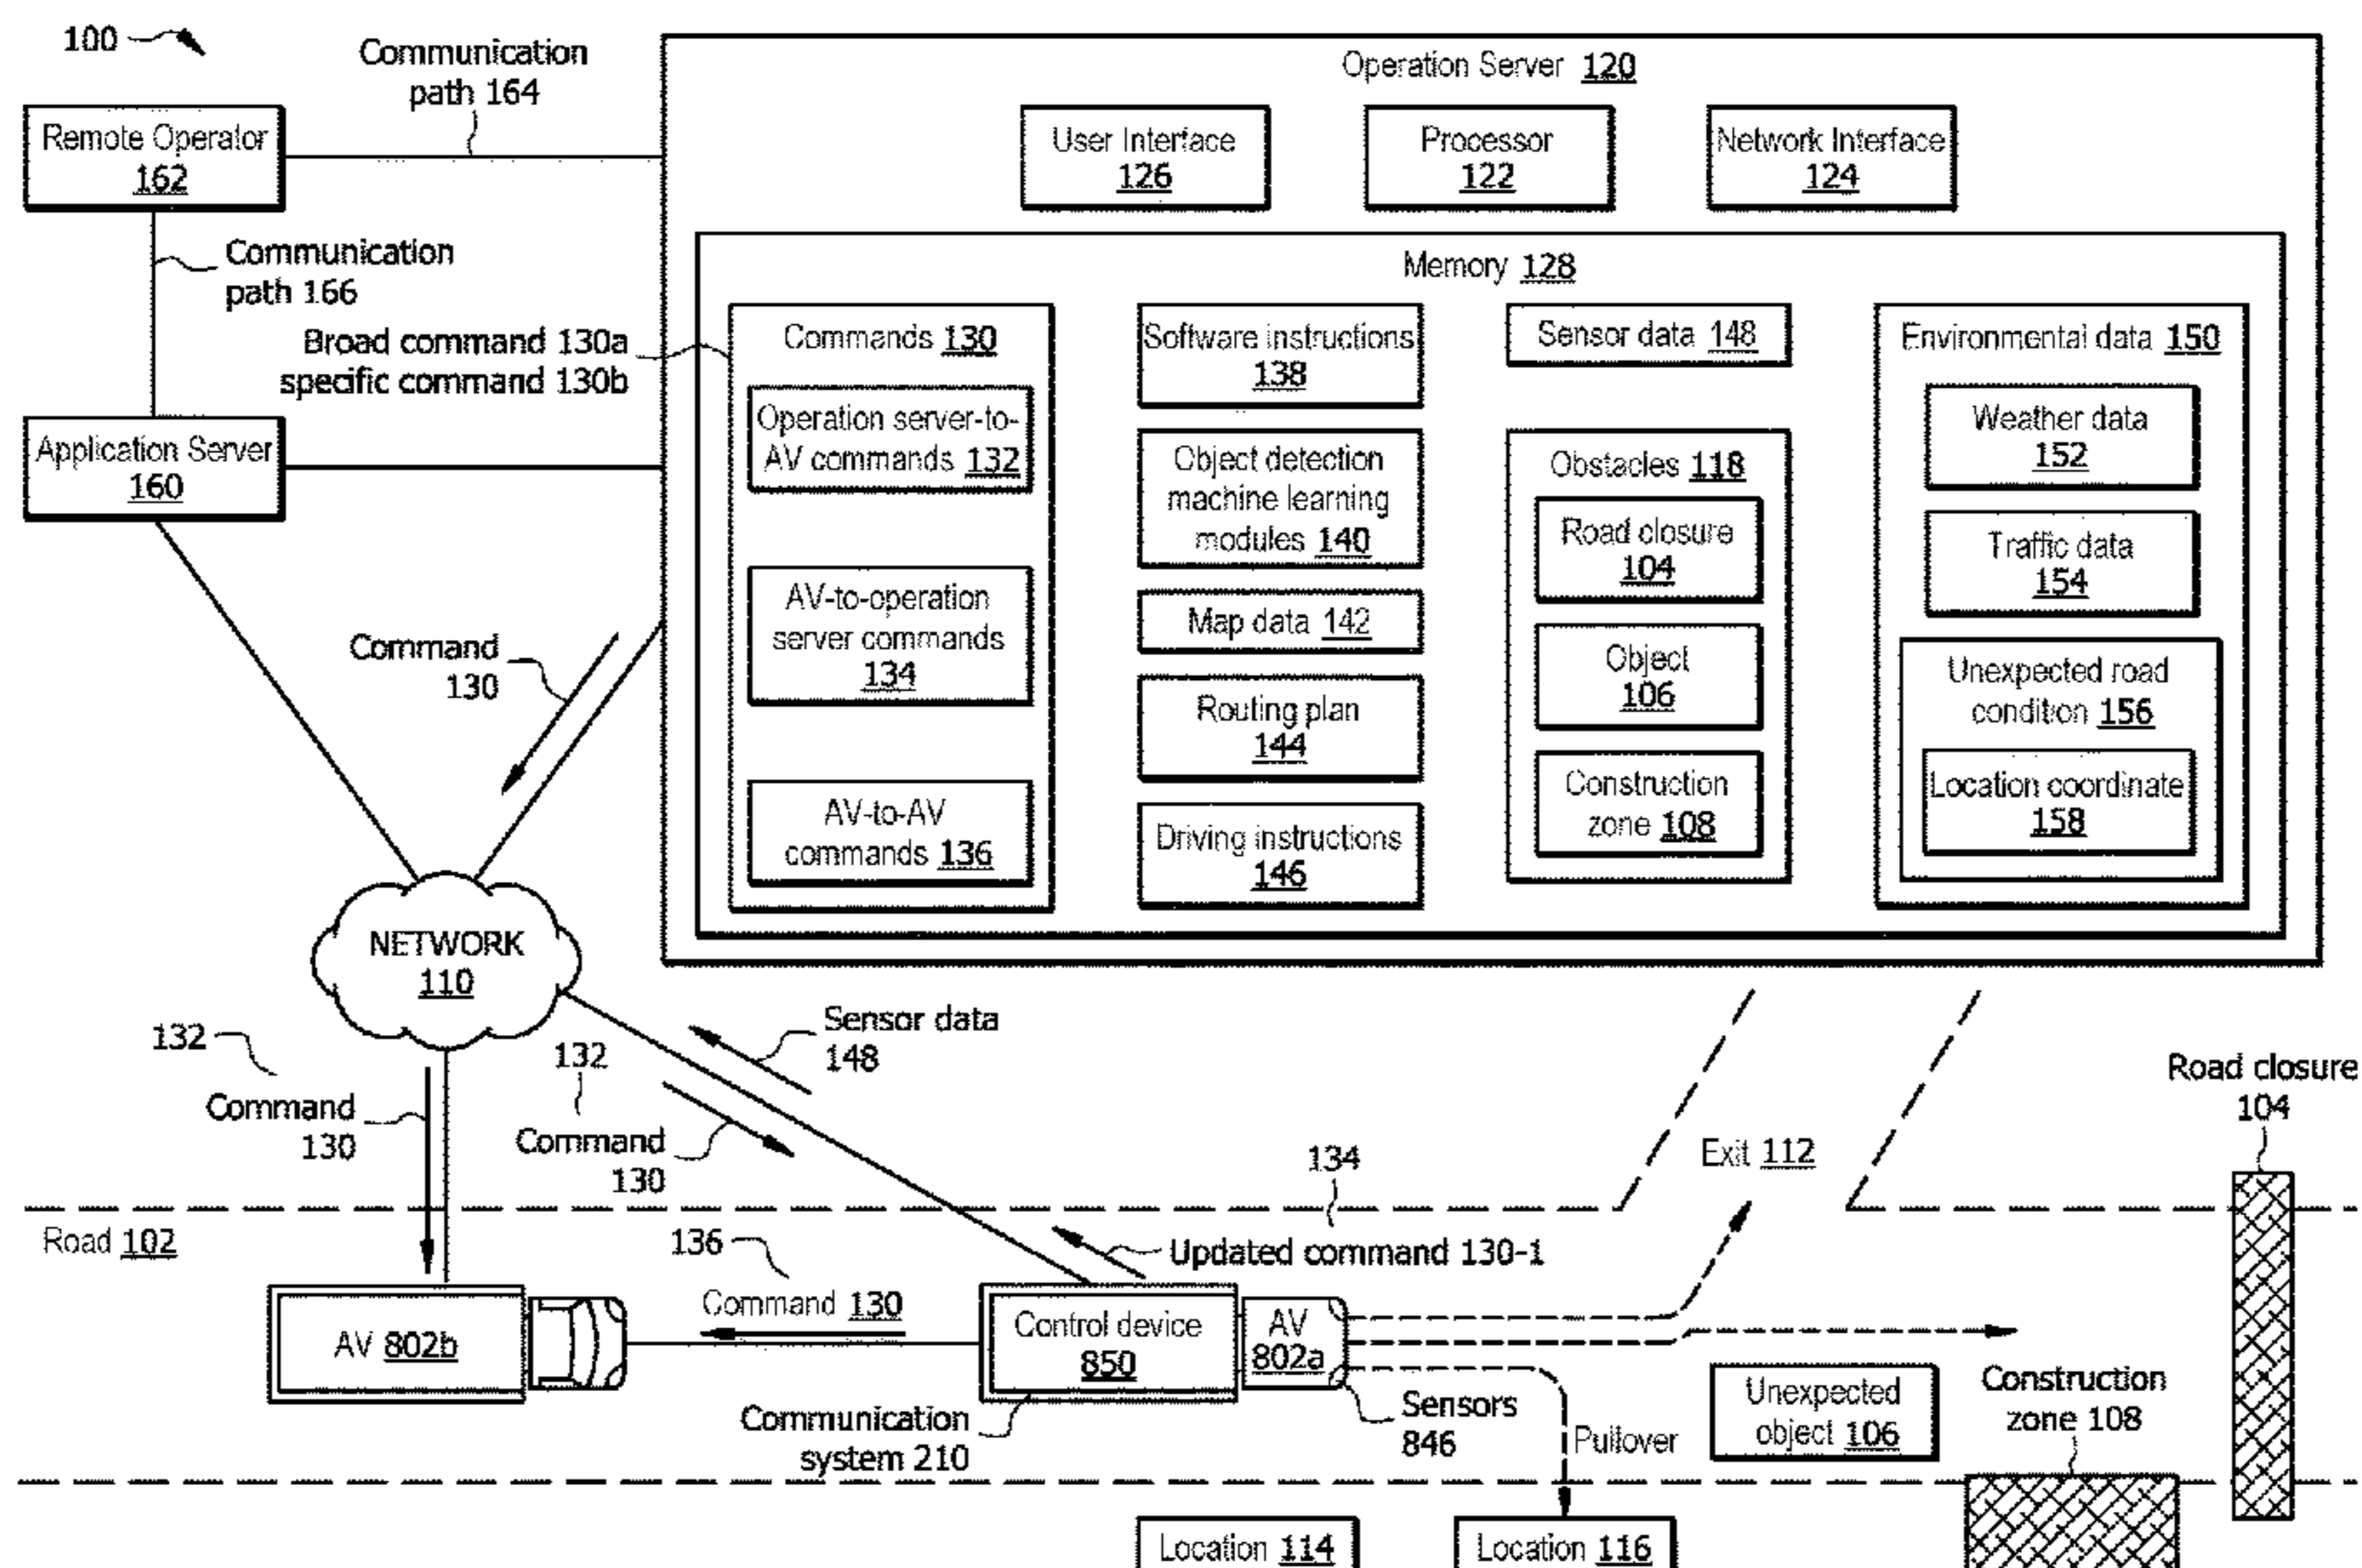 100
Communication
path 164
Remote Operator
162
Communication
path 166
Broad command 130a
specific command 130b
Application Server
160
Operation Server 120
User Interface
126
Processor
122
Network Interface
124
Memory 128
Commands 130
Operation server-to-
AV commands 132
AV-to-operation
server commands
134
AV-to-AV
commands 136
Software instructions
138
Object detection
machine learning
modules 140
Map data 142
Routing plan
144
Driving instructions
146
Sensor data 148
Obstacles 118
Road closure
104
Object
106
Construction
zone 108
Environmental data 150
Weather data
152
Traffic data
154
Unexpected road
condition 156
Location coordinate
158
Command
130
NETWORK
110
132
Command
130
132
Command
130
Sensor data
148
Exit 112
Road closure
104
Road 102
136
Command 130
134
Updated command 130-1
AV 802b
Control device
850
AV
802a
Communication
system 210
Sensors
846
Pullover
Unexpected
object 106
Construction
zone 108
Location 114
Location 116